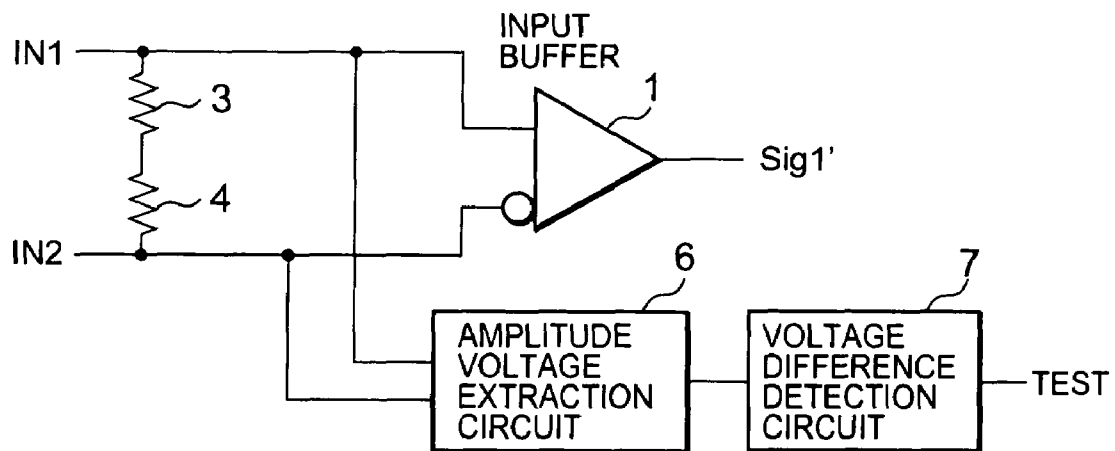 INPUT
BUFFER
IN1
3
1
Sig1’
4
IN2
6
7
AMPLITUDE
VOLTAGE
EXTRACTION
CIRCUIT
VOLTAGE
DIFFERENCE
DETECTION
CIRCUIT
TEST